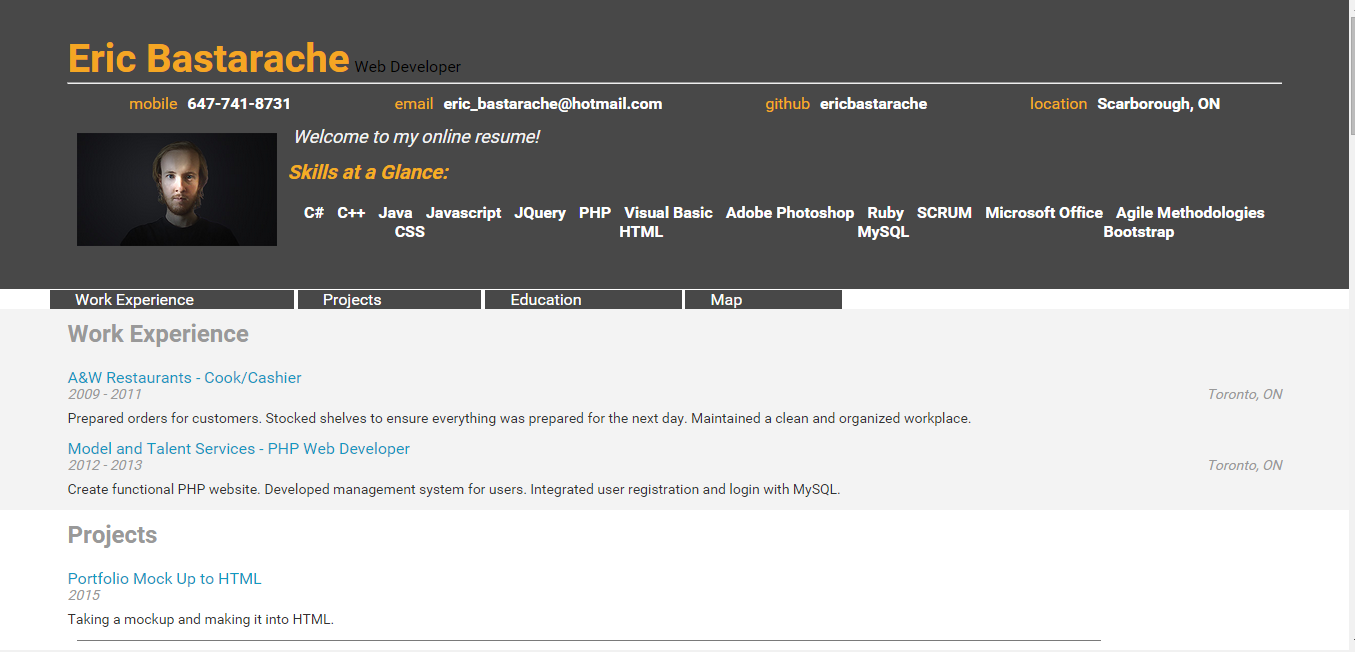 Eric Bastarache Web Developer
mobile 647-741-8731 email eric_bastarache@hotmail.com github ericbastarache location Scarborough, ON
Welcome to my online resume!
Skills at a Glance:
C# C++ Java Javascript JQuery PHP Visual Basic Adobe Photoshop Ruby SCRUM Microsoft Office Agile Methodologies
CSS HTML MySQL Bootstrap
Work Experience Projects Education Map
Work Experience
A&W Restaurants - Cook/Cashier
2009 - 2011 Toronto, ON
Prepared orders for customers. Stocked shelves to ensure everything was prepared for the next day. Maintained a clean and organized workplace.
Model and Talent Services - PHP Web Developer
2012 - 2013 Toronto, ON
Create functional PHP website. Developed management system for users. Integrated user registration and login with MySQL.
Projects
Portfolio Mock Up to HTML
2015
Taking a mockup and making it into HTML.